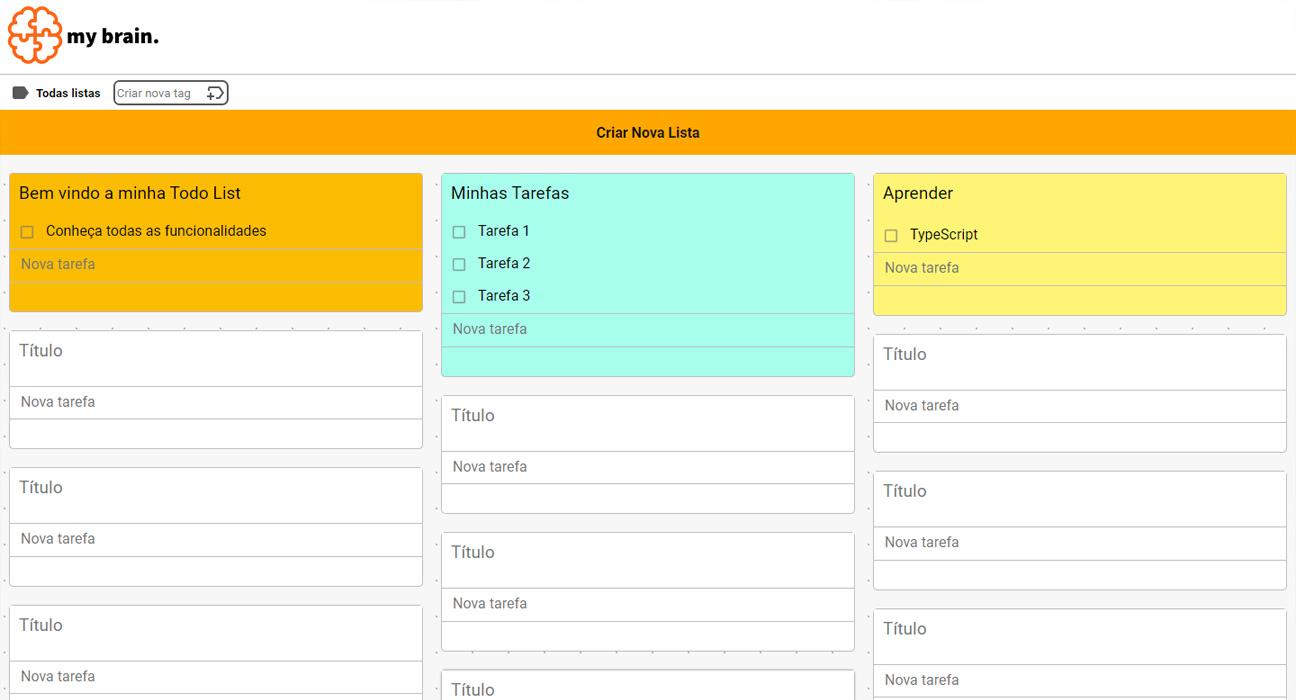 my brain.
Todas listas
Criar nova tag
Criar Nova Lista
Bem vindo a minha Todo List
Conheça todas as funcionalidades
Nova tarefa
Título
Nova tarefa
Título
Nova tarefa
Título
Nova tarefa
Minhas Tarefas
Tarefa 1
Tarefa 2
Tarefa 3
Nova tarefa
Título
Nova tarefa
Título
Nova tarefa
Título
Aprender
TypeScript
Nova tarefa
Título
Nova tarefa
Título
Nova tarefa
Título
Nova tarefa